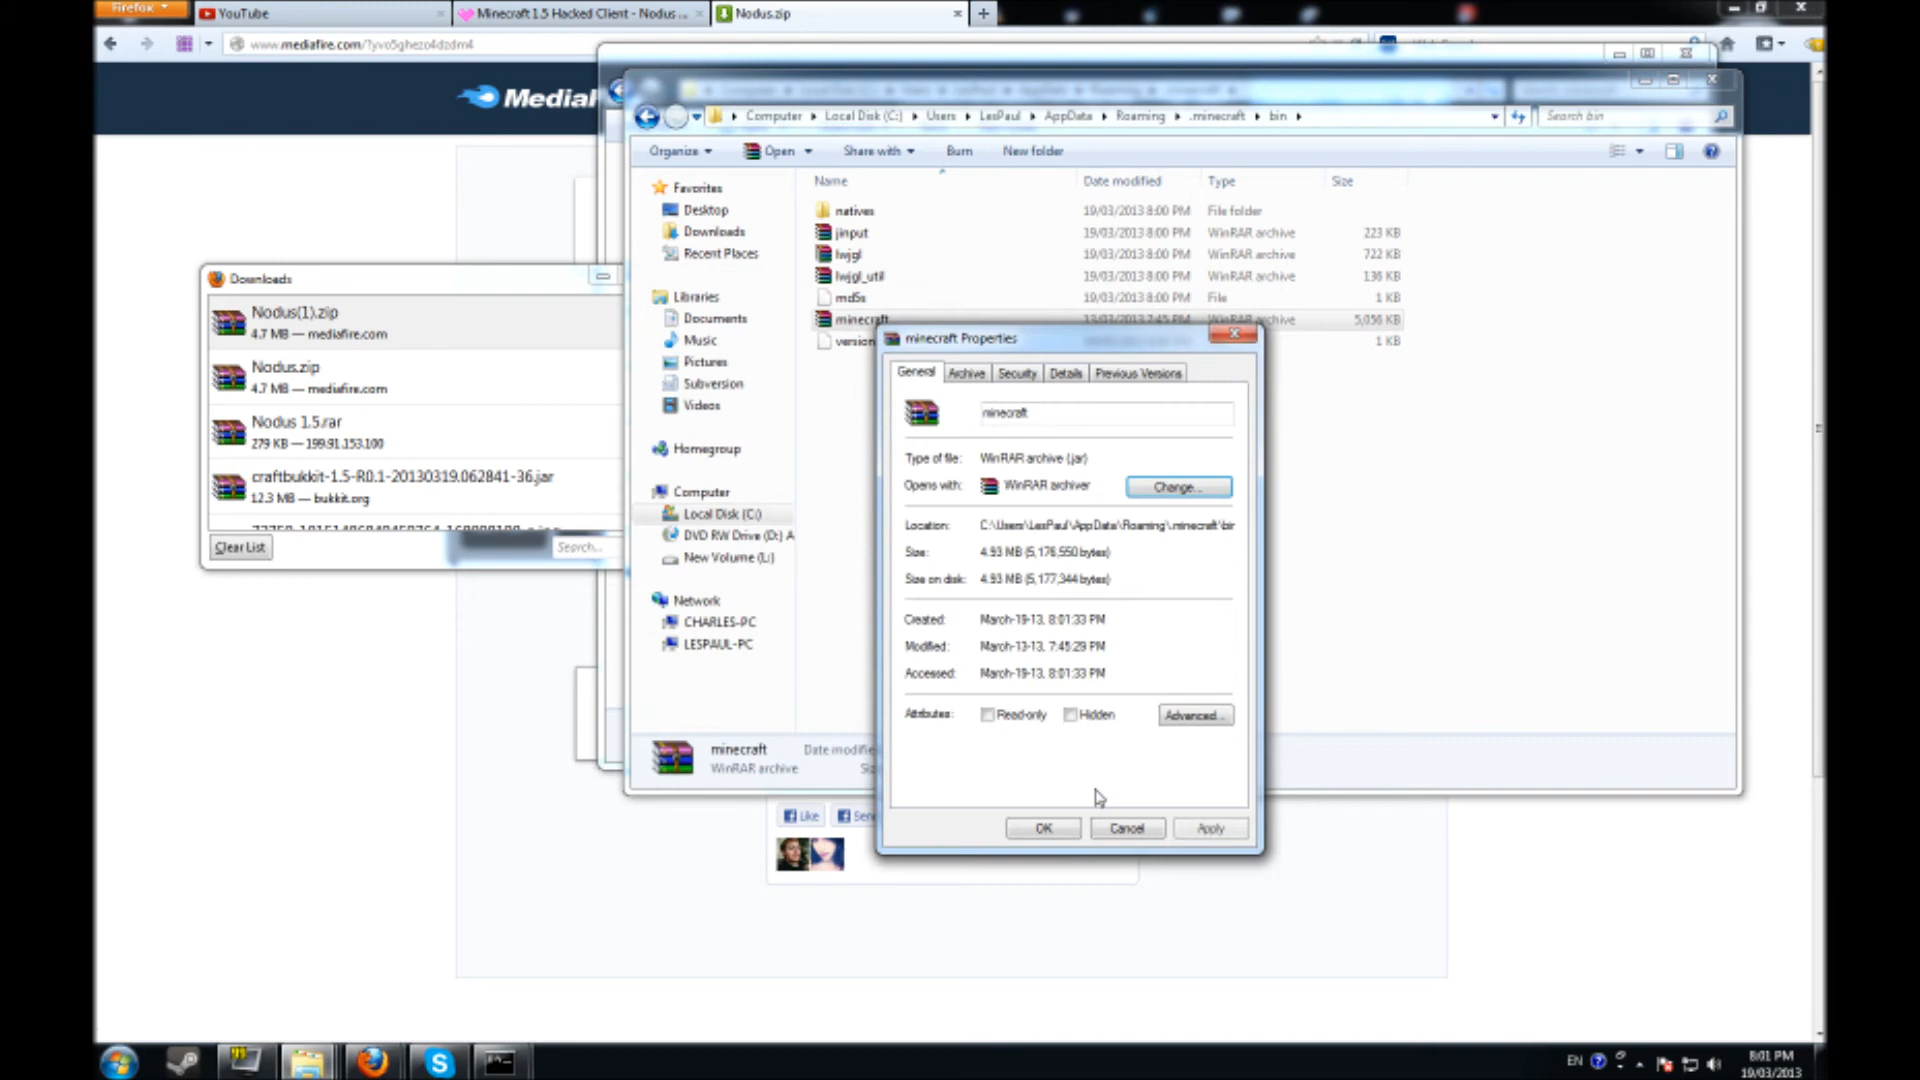 Firefox
YouTube
Minecraft 1.5 Hacked Client - Nodus ...
Nodus.zip
www.mediafire.com/?yvo5ghezo4dzdm4
Computer
Local Disk (C:)
Users
LesPaul
AppData
Roaming
.minecraft
bin
Search bin
Organize
Open
Share with
Burn
New folder
Name
Date modified
Type
Size
natives
19/03/2013 8:00 PM
File folder
jinput
19/03/2013 8:00 PM
WinRAR archive
223 KB
lwjgl
19/03/2013 8:00 PM
WinRAR archive
722 KB
lwjgl_util
19/03/2013 8:00 PM
WinRAR archive
136 KB
md5s
19/03/2013 8:00 PM
File
1 KB
minecraft
13/03/2013 7:45 PM
WinRAR archive
5,056 KB
version
1 KB
Favorites
Desktop
Downloads
Recent Places
Libraries
Documents
Music
Pictures
Subversion
Videos
Homegroup
Computer
Local Disk (C:)
DVD RW Drive (D:) A
New Volume (L:)
Network
CHARLES-PC
LESPAUL-PC
minecraft
Date modifie
WinRAR archive
Downloads
Nodus(1).zip
4.7 MB — mediafire.com
Nodus.zip
4.7 MB — mediafire.com
Nodus 1.5.rar
279 KB — 199.91.153.100
craftbukkit-1.5-R0.1-20130319.062841-36.jar
12.3 MB — bukkit.org
Clear List
Search...
minecraft Properties
General
Archive
Security
Details
Previous Versions
minecraft
Type of file:
WinRAR archive (.jar)
Opens with:
WinRAR archiver
Change...
Location:
C:\Users\LesPaul\AppData\Roaming\.minecraft\bin
Size:
4.93 MB (5,176,550 bytes)
Size on disk:
4.93 MB (5,177,344 bytes)
Created:
March-19-13, 8:01:33 PM
Modified:
March-13-13, 7:45:29 PM
Accessed:
March-19-13, 8:01:33 PM
Attributes:
Read-only
Hidden
Advanced...
OK
Cancel
Apply
Like
EN
8:01 PM
19/03/2013